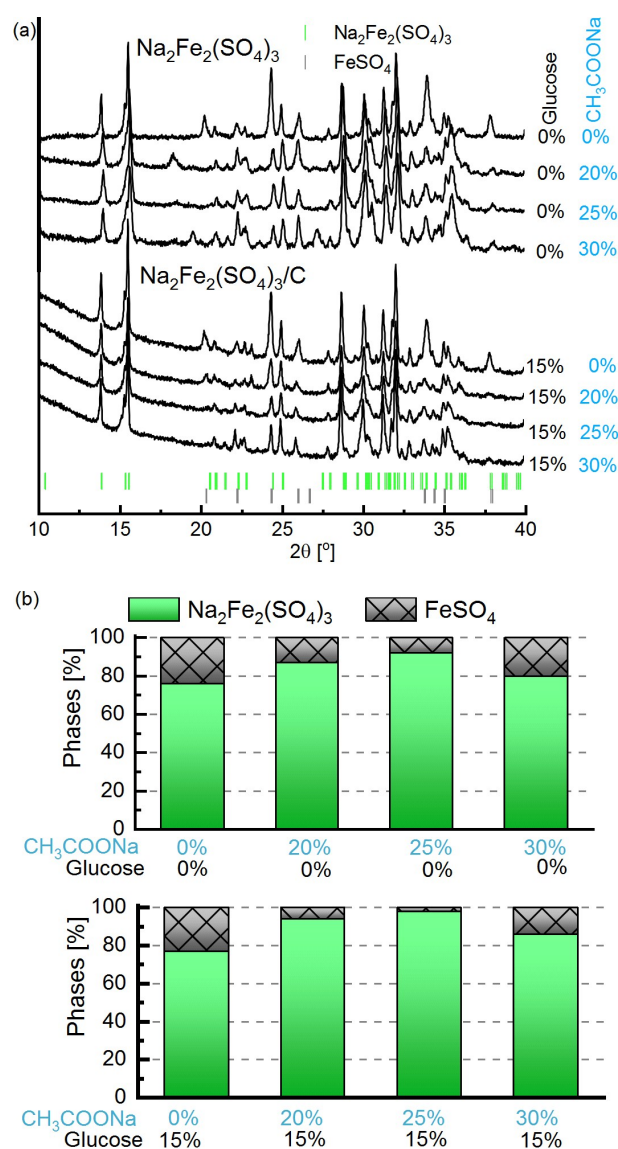 (a)
Na₂Fe₂(SO₄)₃
Na₂Fe₂(SO₄)₃
FeSO₄
Glucose
CH₃COONa
0% 0%
0% 20%
0% 25%
0% 30%
Na₂Fe₂(SO₄)₃/C
15% 0%
15% 20%
15% 25%
15% 30%
10 15 20 25 30 35 40
2θ [°]
(b)
Na₂Fe₂(SO₄)₃ FeSO₄
Phases [%]
100
80
60
40
20
0
CH₃COONa 0% 20% 25% 30%
Glucose 0% 0% 0% 0%
Phases [%]
100
80
60
40
20
0
CH₃COONa 0% 20% 25% 30%
Glucose 15% 15% 15% 15%